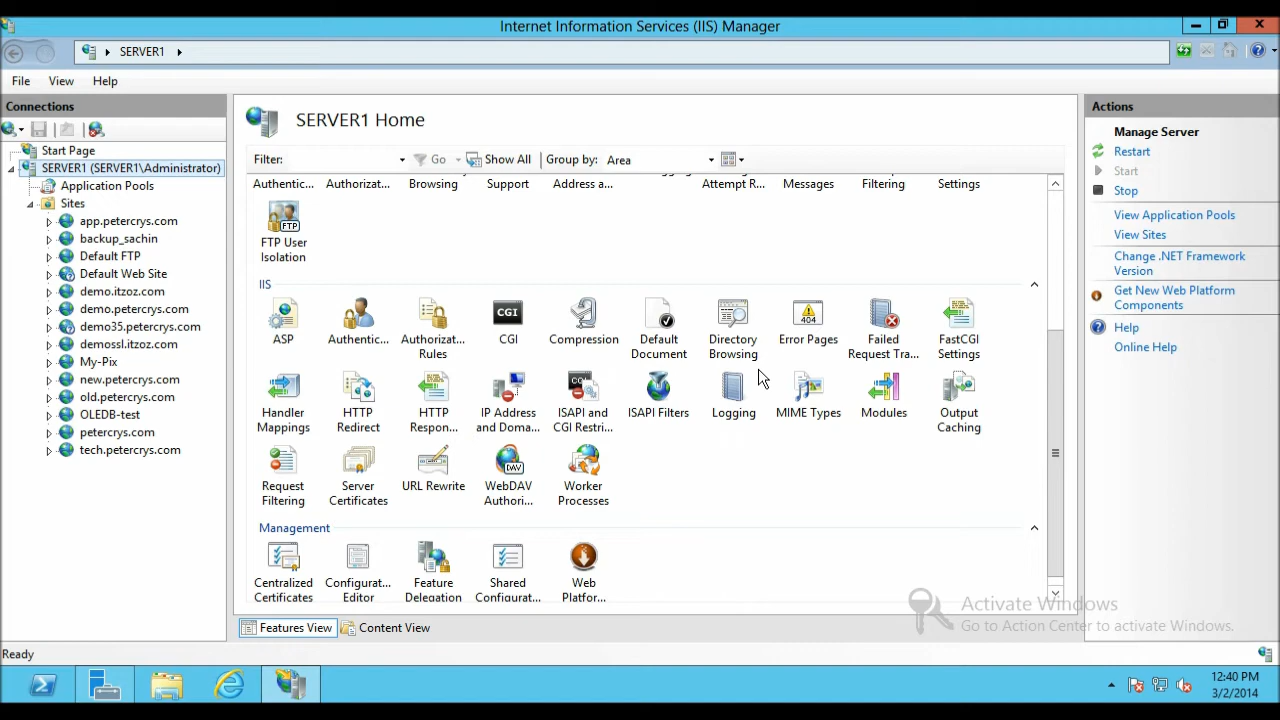 Internet Information Services (IIS) Manager
SERVER1
File View Help
Connections
Start Page
SERVER1 (SERVER1\Administrator)
Application Pools
Sites
app.petercrys.com
backup_sachin
Default FTP
Default Web Site
demo.itzoz.com
demo.petercrys.com
demo35.petercrys.com
demossl.itzoz.com
My-Pix
new.petercrys.com
old.petercrys.com
OLEDB-test
petercrys.com
tech.petercrys.com
SERVER1 Home
Filter: Go Show All Group by: Area
Authentic... Authorizat... Browsing Support Address a... Attempt R... Messages Filtering Settings
FTP User
Isolation
IIS
ASP Authentic... Authorizat... CGI Compression Default Directory Error Pages Failed FastCGI
Rules Document Browsing Request Tra... Settings
Handler HTTP HTTP IP Address ISAPI and ISAPI Filters Logging MIME Types Modules Output
Mappings Redirect Respon... and Doma... CGI Restri... Caching
Request Server URL Rewrite WebDAV Worker
Filtering Certificates Authori... Processes
Management
Centralized Configurat... Feature Shared Web
Certificates Editor Delegation Configurat... Platfor...
Features View Content View
Actions
Manage Server
Restart
Start
Stop
View Application Pools
View Sites
Change .NET Framework
Version
Get New Web Platform
Components
Help
Online Help
Activate Windows
Go to Action Center to activate Windows.
Ready
12:40 PM
3/2/2014